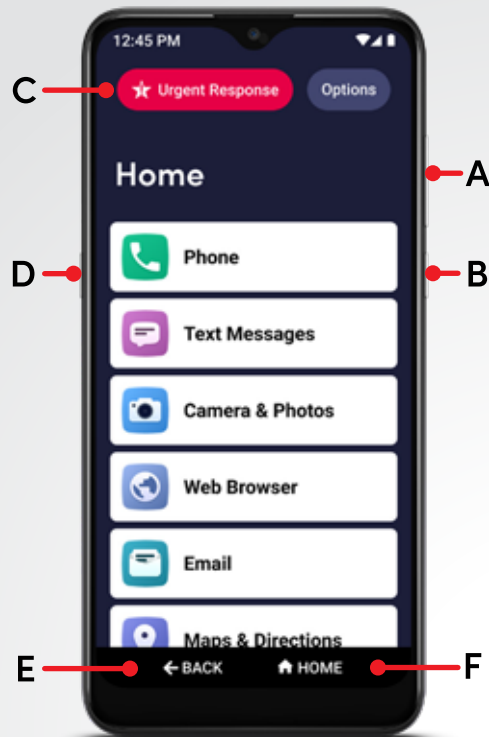 12:45 PM
C
Urgent Response
Options
Home
A
Phone
D
B
Text Messages
Camera & Photos
Web Browser
Email
Maps & Directions
E
BACK
HOME
F